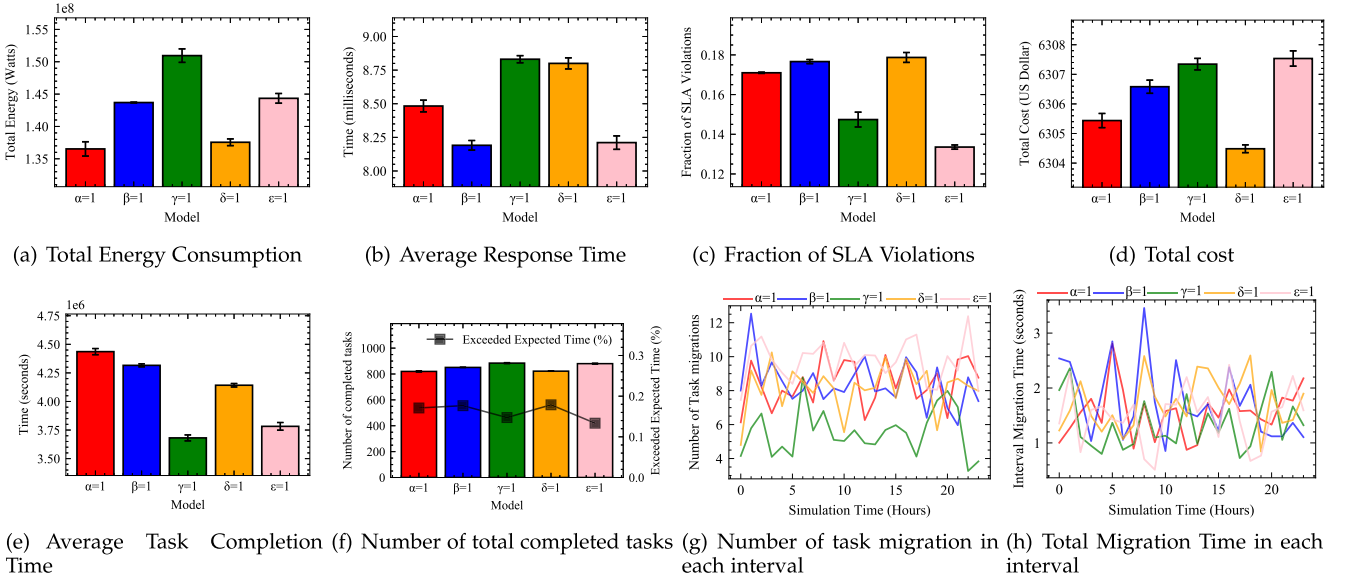 1e8
1.55
1.50
1.45
1.40
1.35
Total Energy (Watts)
α=1 β=1 γ=1 δ=1 ε=1
Model
(a) Total Energy Consumption
9.00
8.75
8.50
8.25
8.00
Time (milliseconds)
α=1 β=1 γ=1 δ=1 ε=1
Model
(b) Average Response Time
0.18
0.16
0.14
0.12
Fraction of SLA Violations
α=1 β=1 γ=1 δ=1 ε=1
Model
(c) Fraction of SLA Violations
6308
6307
6306
6305
6304
Total Cost (US Dollar)
α=1 β=1 γ=1 δ=1 ε=1
Model
(d) Total cost
1e6
4.75
4.50
4.25
4.00
3.75
3.50
Time (seconds)
α=1 β=1 γ=1 δ=1 ε=1
Model
(e) Average Task Completion
Time
Exceeded Expected Time (%)
1000
800
600
400
200
0
Number of completed tasks
0.3
0.2
0.1
0.0
Exceeded Expected Time (%)
α=1 β=1 γ=1 δ=1 ε=1
Model
(f) Number of total completed tasks
α=1 β=1 γ=1 δ=1 ε=1
12
10
8
6
4
Number of Task migrations
0 5 10 15 20
Simulation Time (Hours)
(g) Number of task migration in
each interval
α=1 β=1 γ=1 δ=1 ε=1
3
2
1
Interval Migration Time (seconds)
0 5 10 15 20
Simulation Time (Hours)
(h) Total Migration Time in each
interval